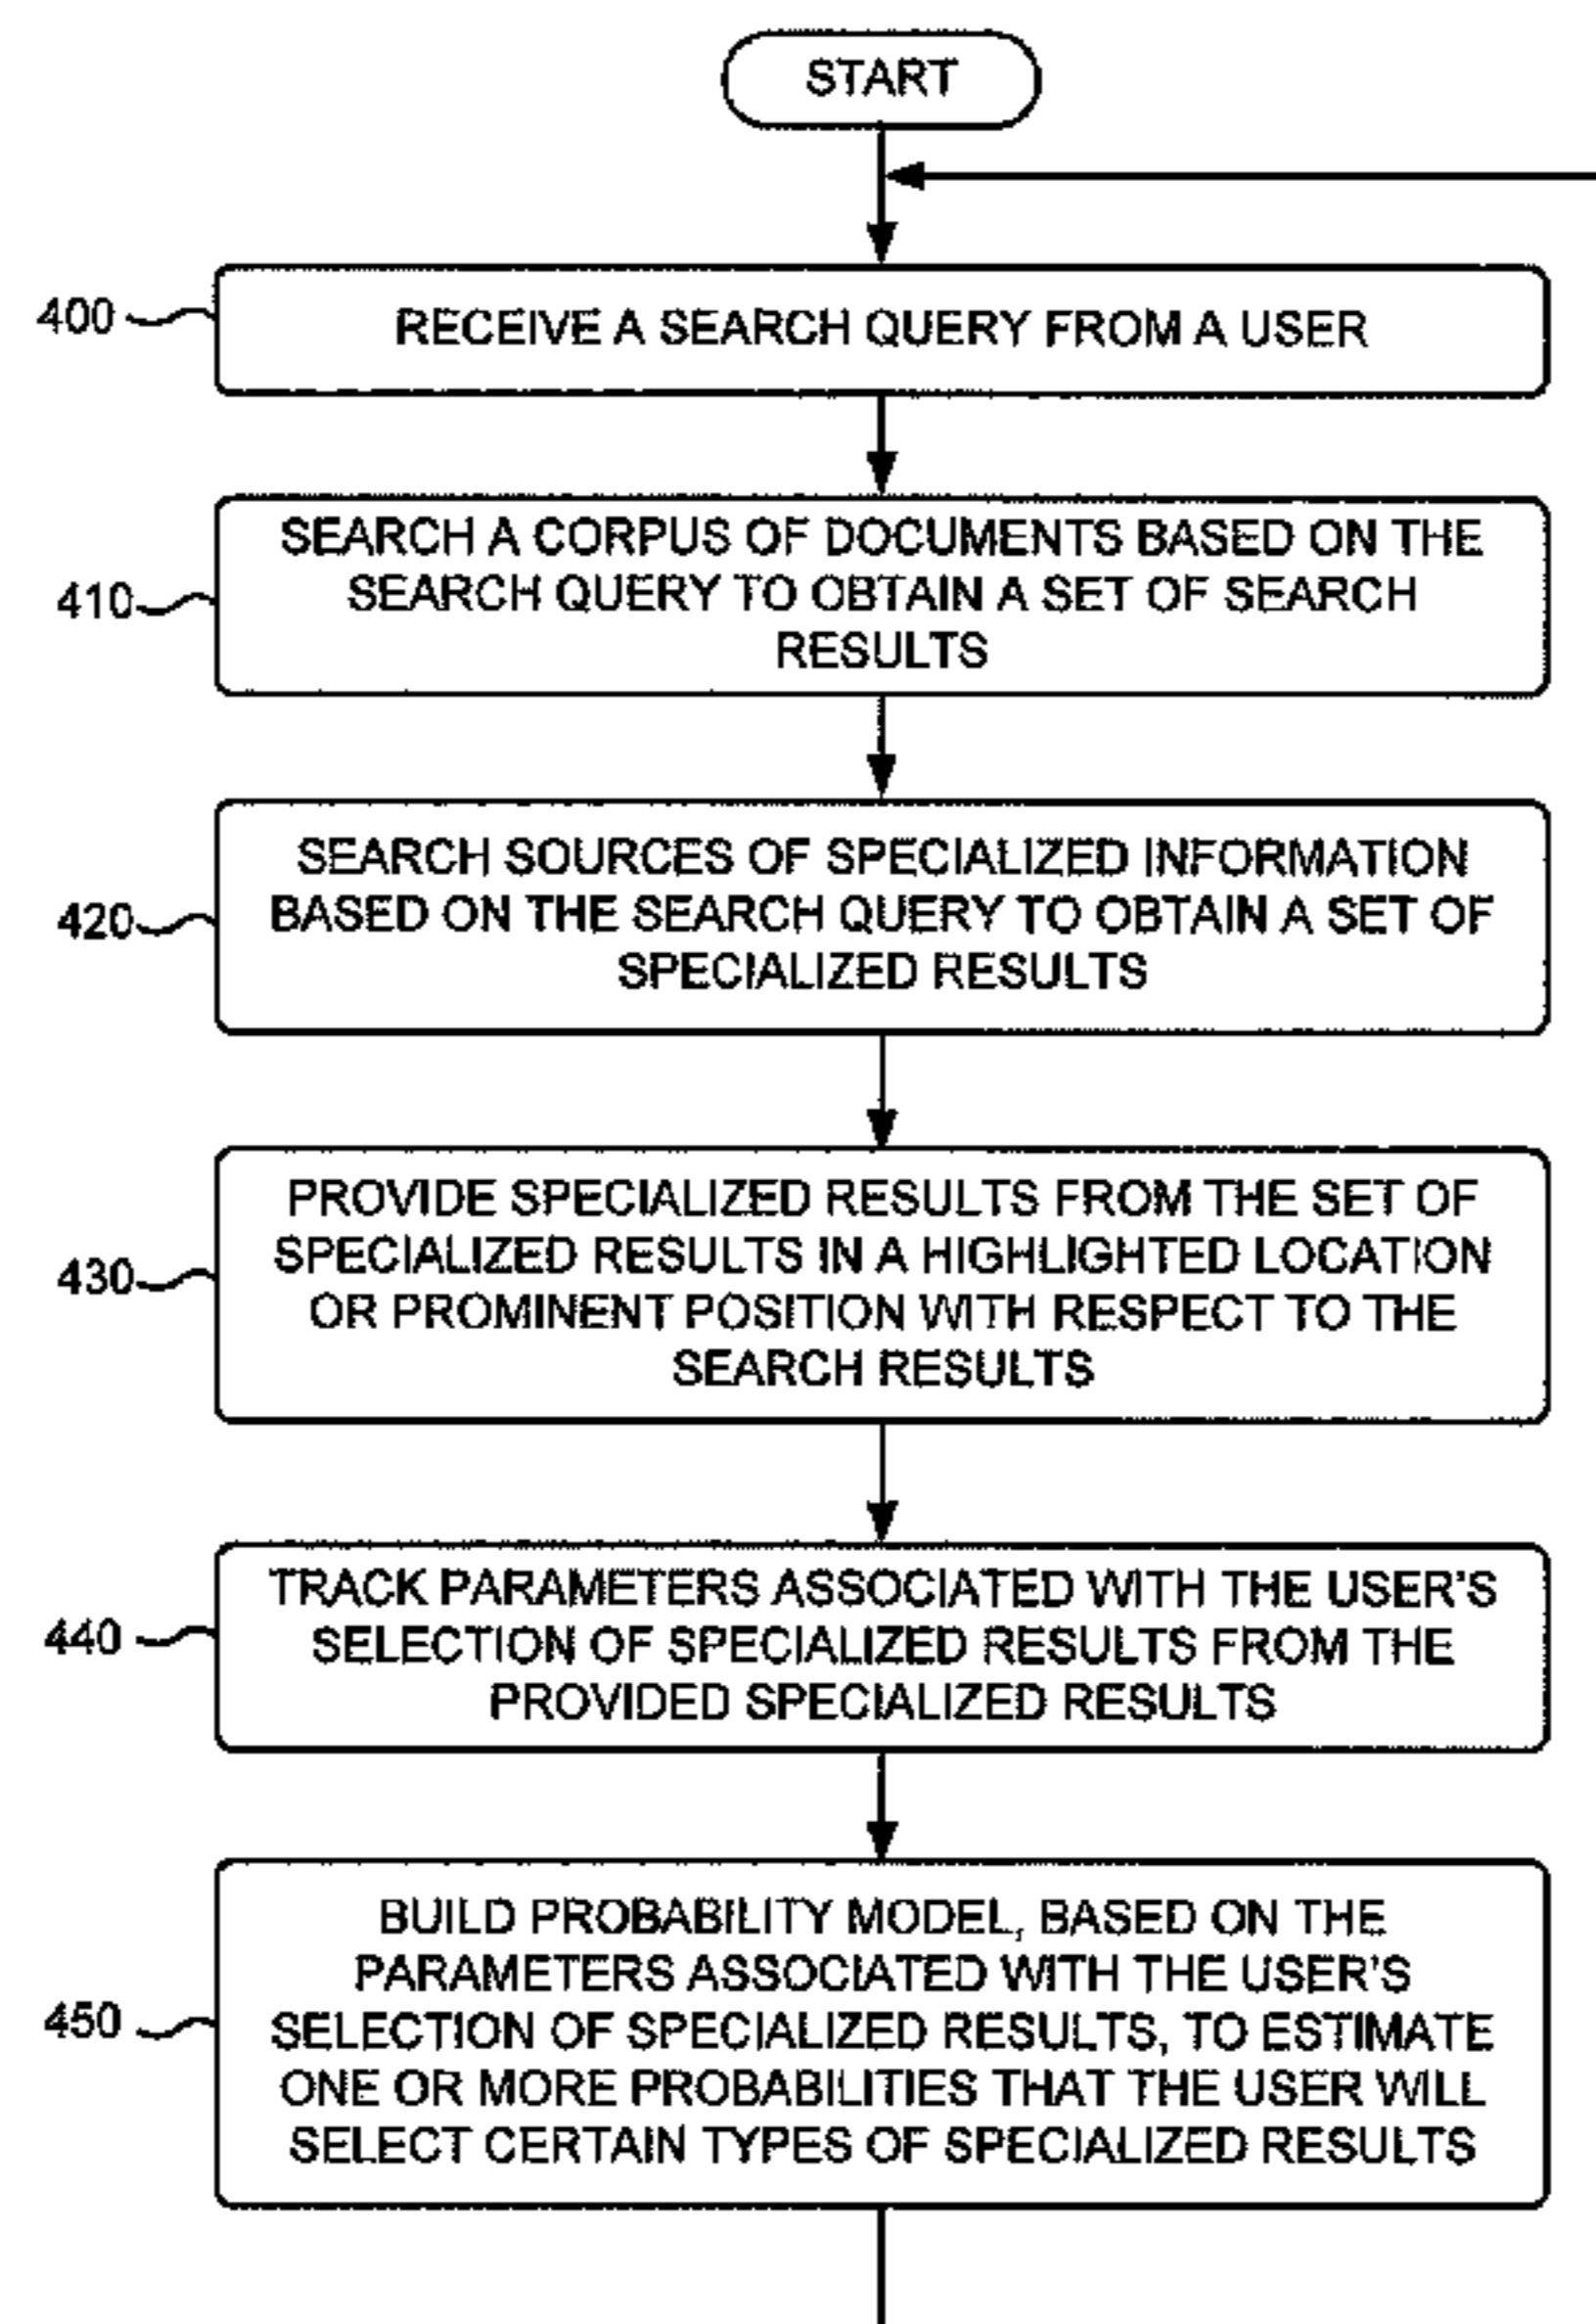 START
400
RECEIVE A SEARCH QUERY FROM A USER
410
SEARCH A CORPUS OF DOCUMENTS BASED ON THE
SEARCH QUERY TO OBTAIN A SET OF SEARCH
RESULTS
420
SEARCH SOURCES OF SPECIALIZED INFORMATION
BASED ON THE SEARCH QUERY TO OBTAIN A SET OF
SPECIALIZED RESULTS
430
PROVIDE SPECIALIZED RESULTS FROM THE SET OF
SPECIALIZED RESULTS IN A HIGHLIGHTED LOCATION
OR PROMINENT POSITION WITH RESPECT TO THE
SEARCH RESULTS
440
TRACK PARAMETERS ASSOCIATED WITH THE USER'S
SELECTION OF SPECIALIZED RESULTS FROM THE
PROVIDED SPECIALIZED RESULTS
450
BUILD PROBABILITY MODEL, BASED ON THE
PARAMETERS ASSOCIATED WITH THE USER'S
SELECTION OF SPECIALIZED RESULTS, TO ESTIMATE
ONE OR MORE PROBABILITIES THAT THE USER WILL
SELECT CERTAIN TYPES OF SPECIALIZED RESULTS